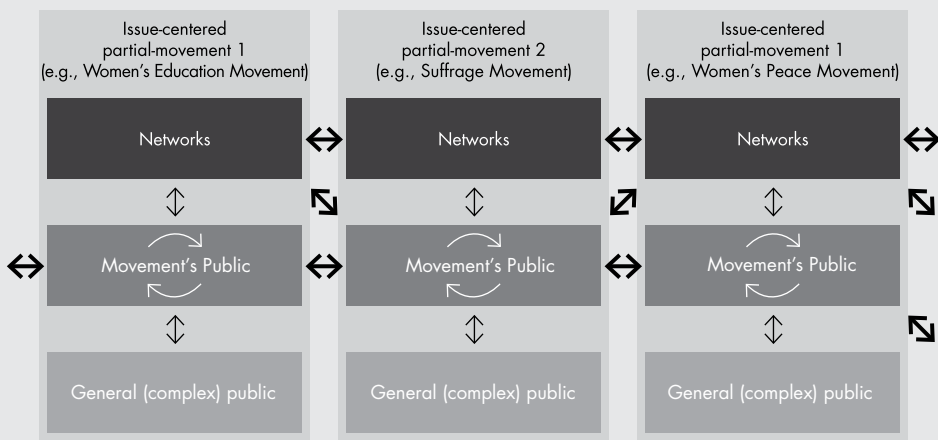 Issue-centered
partial-movement 1
(e.g., Women's Education Movement)
Networks
Movement's Public
General (complex) public
Issue-centered
partial-movement 2
(e.g., Suffrage Movement)
Networks
Movement's Public
General (complex) public
Issue-centered
partial-movement 1
(e.g., Women's Peace Movement)
Networks
Movement's Public
General (complex) public